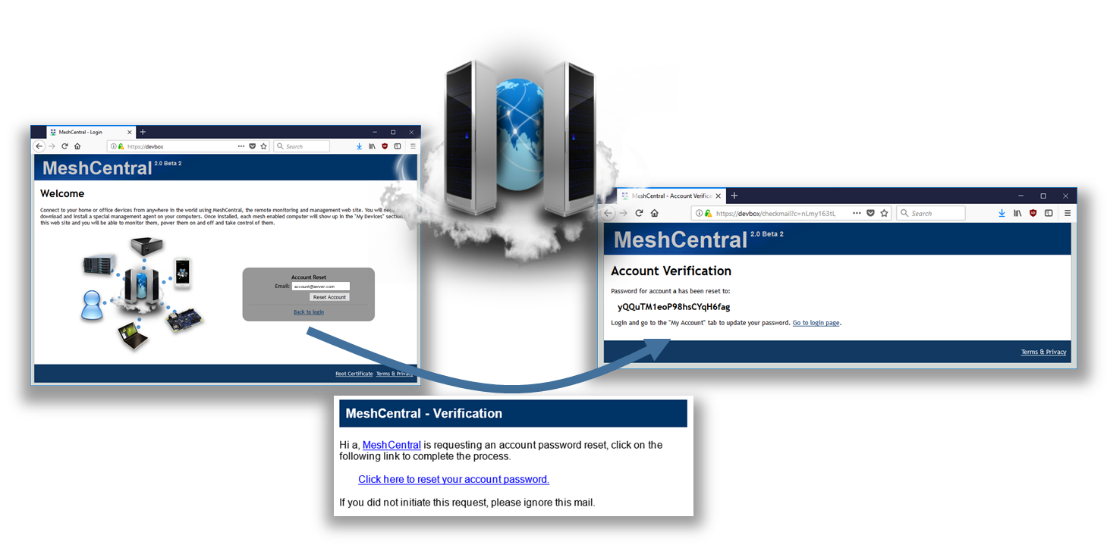 MeshCentral - Login
https://devbox
Search
MeshCentral 2.0 Beta 2
Welcome
Connect to your home or office devices from anywhere in the world using MeshCentral, the remote monitoring and management web site. You will need
download and install a special management agent on your computers. Once installed, each mesh enabled computer will show up in the "My Devices" section
this web site and you will be able to monitor them, power them on and off and take control of them.
Account Reset
Email: account@server.com
Reset Account
Back to login
Root Certificate Terms & Privacy
MeshCentral - Verification
Hi a, MeshCentral is requesting an account password reset, click on the
following link to complete the process.
Click here to reset your account password.
If you did not initiate this request, please ignore this mail.
MeshCentral - Account Verifica
https://devbox/checkmail?c=nLmy163tL
Search
MeshCentral 2.0 Beta 2
Account Verification
Password for account a has been reset to:
yQQuTM1eoP98hsCYqH6fag
Login and go to the "My Account" tab to update your password. Go to login page.
Terms & Privacy